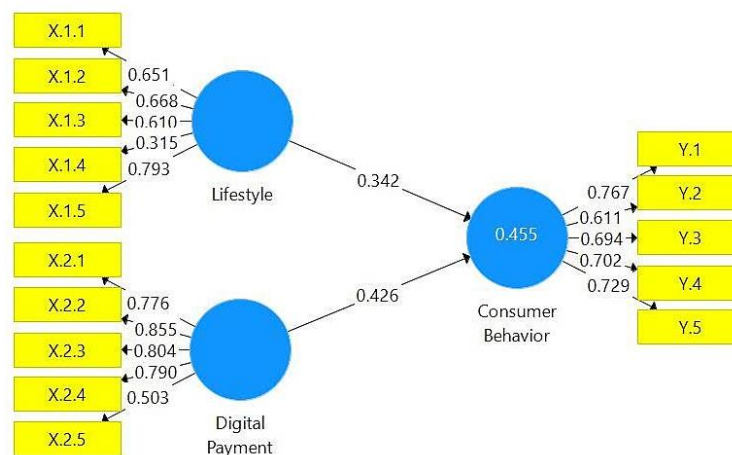 X.1.1
X.1.2
X.1.3
X.1.4
X.1.5
0.651
0.668
0.610
0.315
0.793
Lifestyle
X.2.1
X.2.2
X.2.3
X.2.4
X.2.5
0.776
0.855
0.804
0.790
0.503
Digital
Payment
0.342
0.426
0.455
Consumer
Behavior
0.767
0.611
0.694
0.702
0.729
Y.1
Y.2
Y.3
Y.4
Y.5